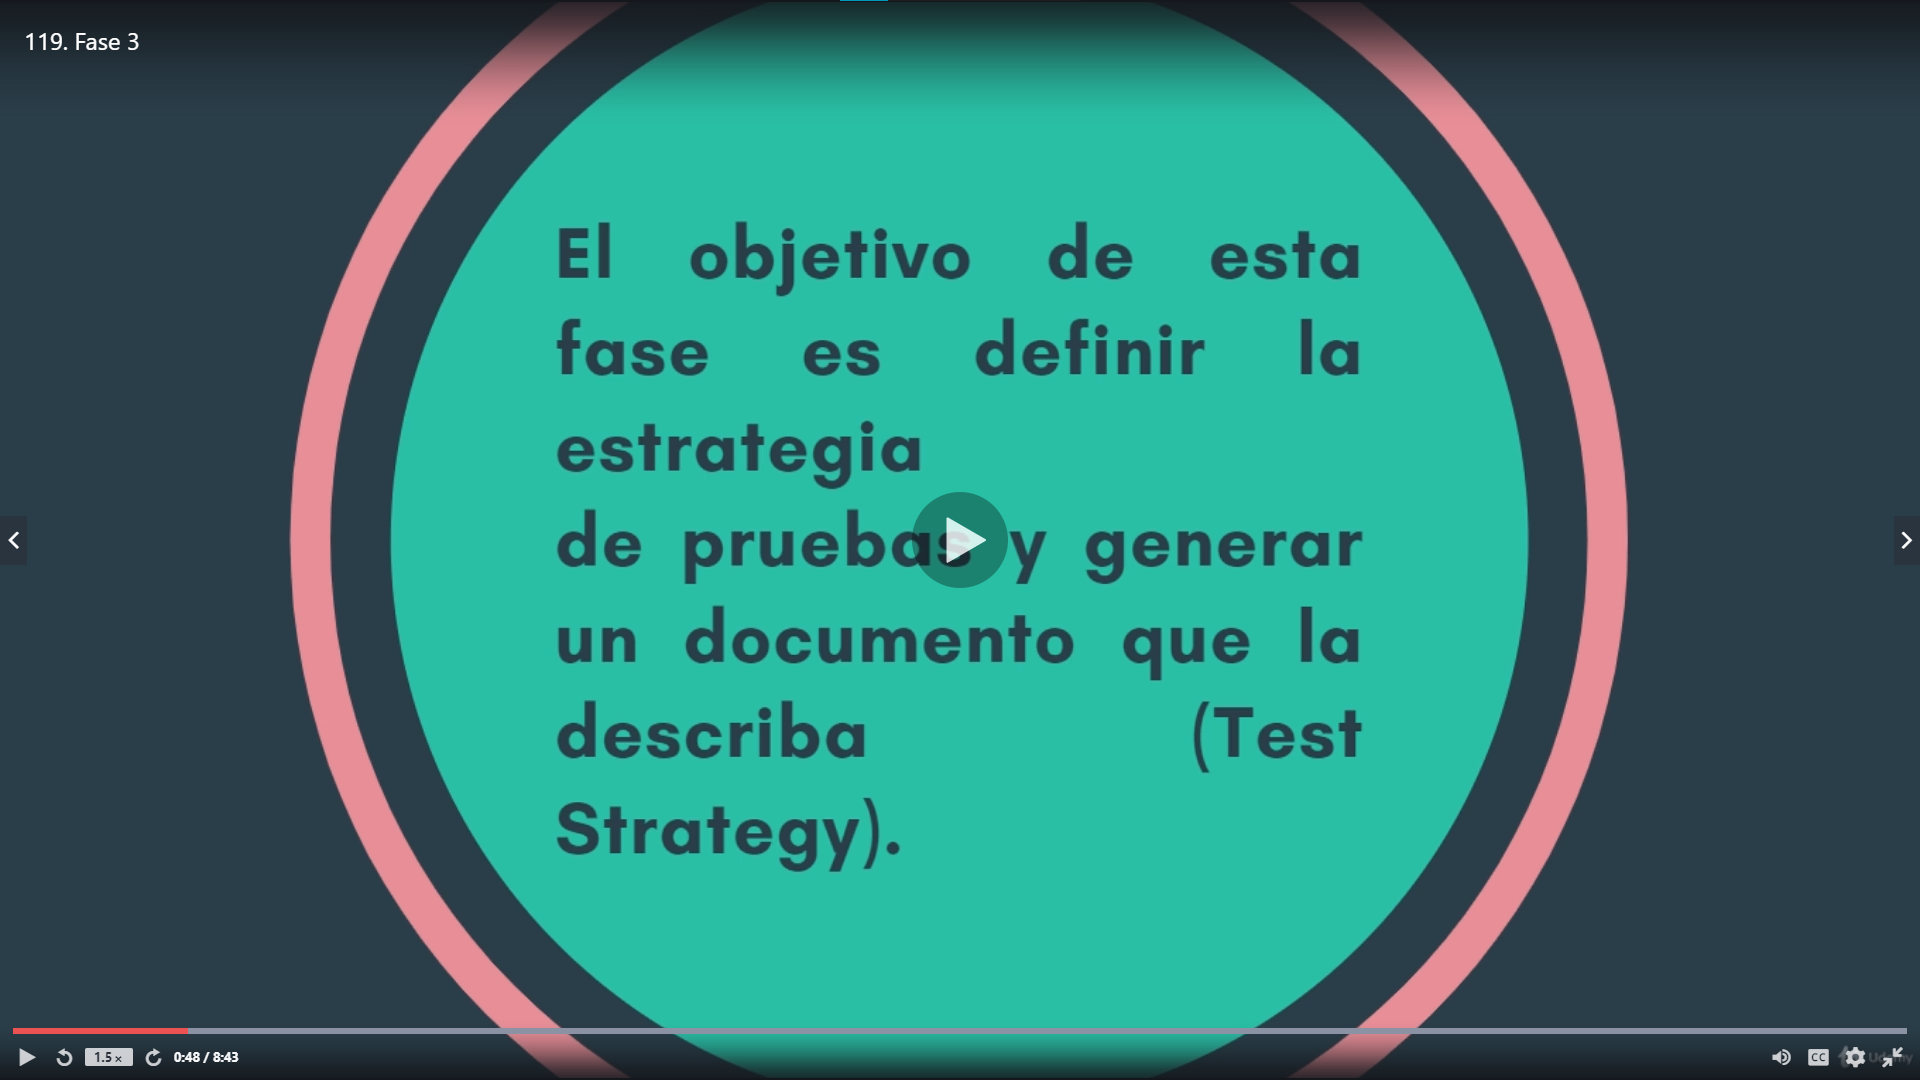 119. Fase 3
El objetivo de esta
fase es definir la
estrategia
de pruebas y generar
un documento que la
describa (Test
Strategy).
1.5 x
0:48 / 8:43
CC